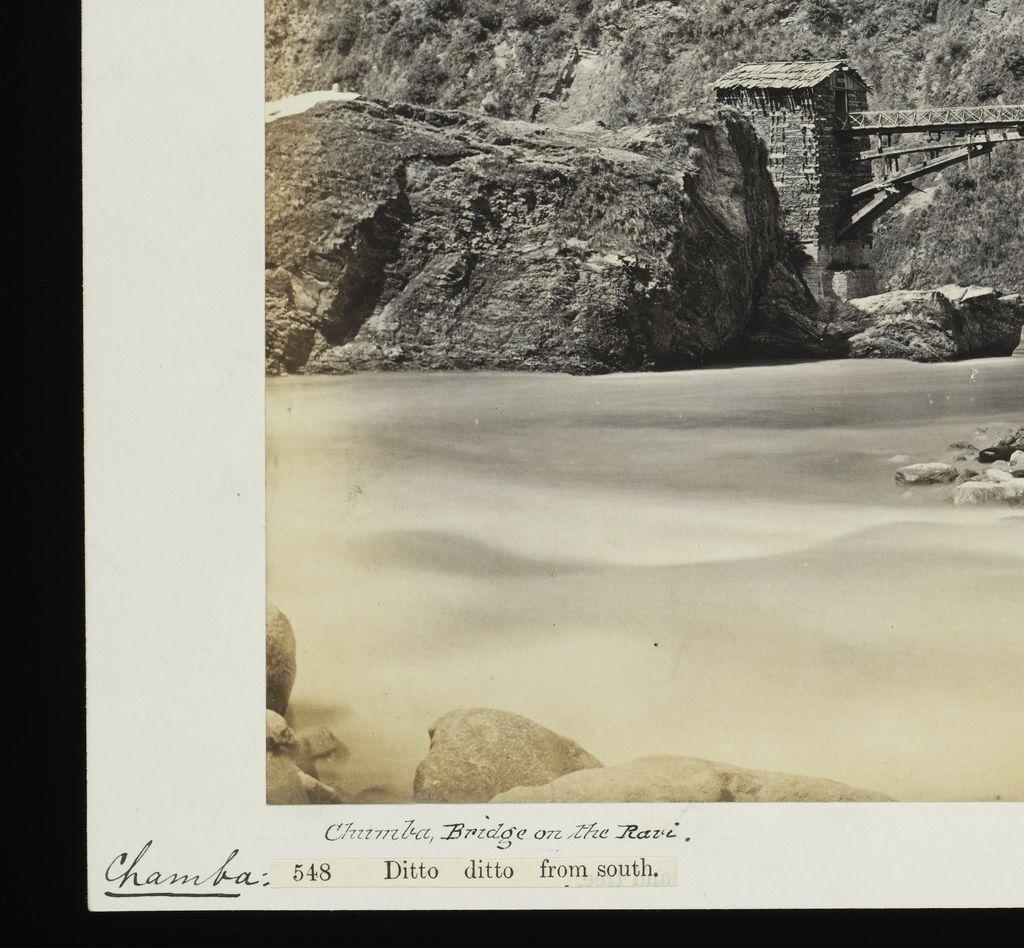 Chumba, Bridge on the Ravi.
Chamba:
548 Ditto ditto from south.